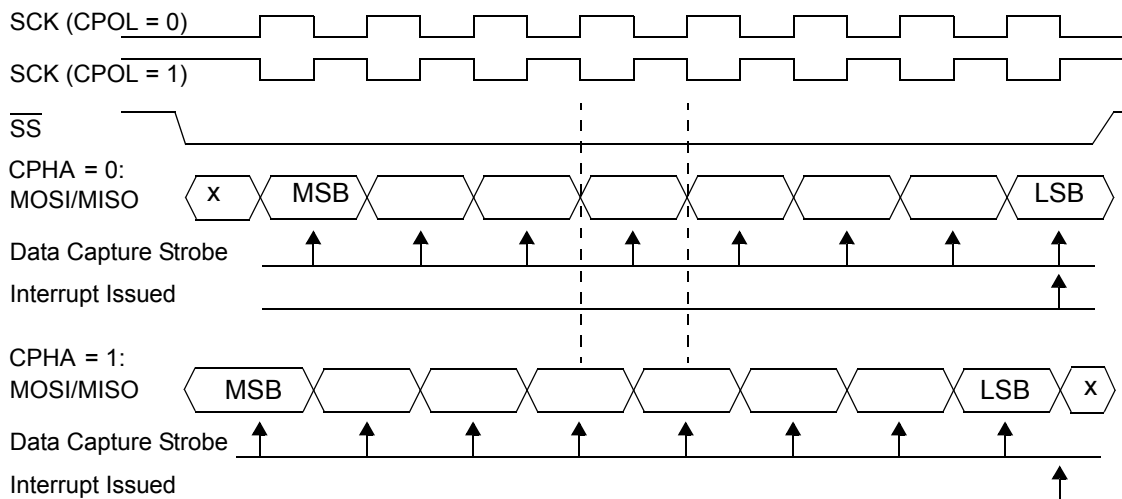 SCK (CPOL = 0)
SCK (CPOL = 1)
SS
CPHA = 0:
MOSI/MISO
x
MSB
LSB
Data Capture Strobe
Interrupt Issued
CPHA = 1:
MOSI/MISO
MSB
LSB
x
Data Capture Strobe
Interrupt Issued